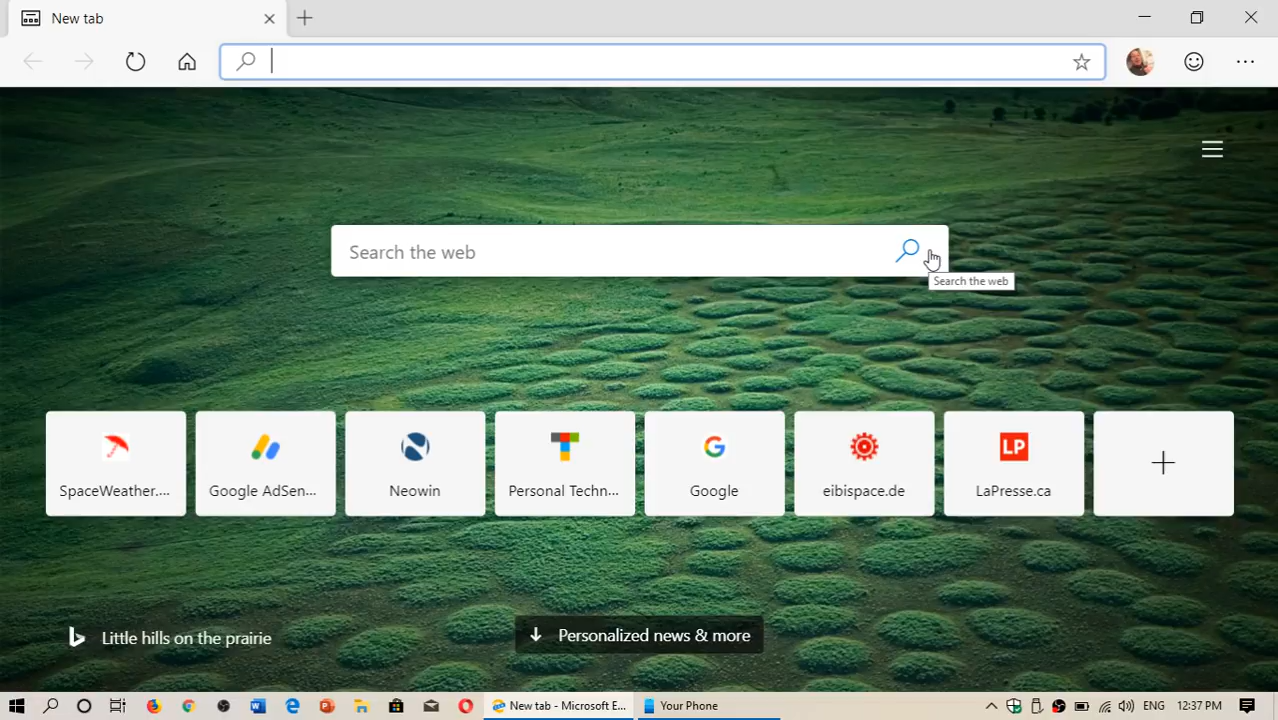 New tab
Search the web
Search the web
SpaceWeather,...
Google AdSen...
Neowin
Personal Techn...
Google
eibispace.de
LP
LaPresse.ca
Little hills on the prairie
Personalized news & more
New tab - Microsoft E...
Your Phone
ENG
12:37 PM